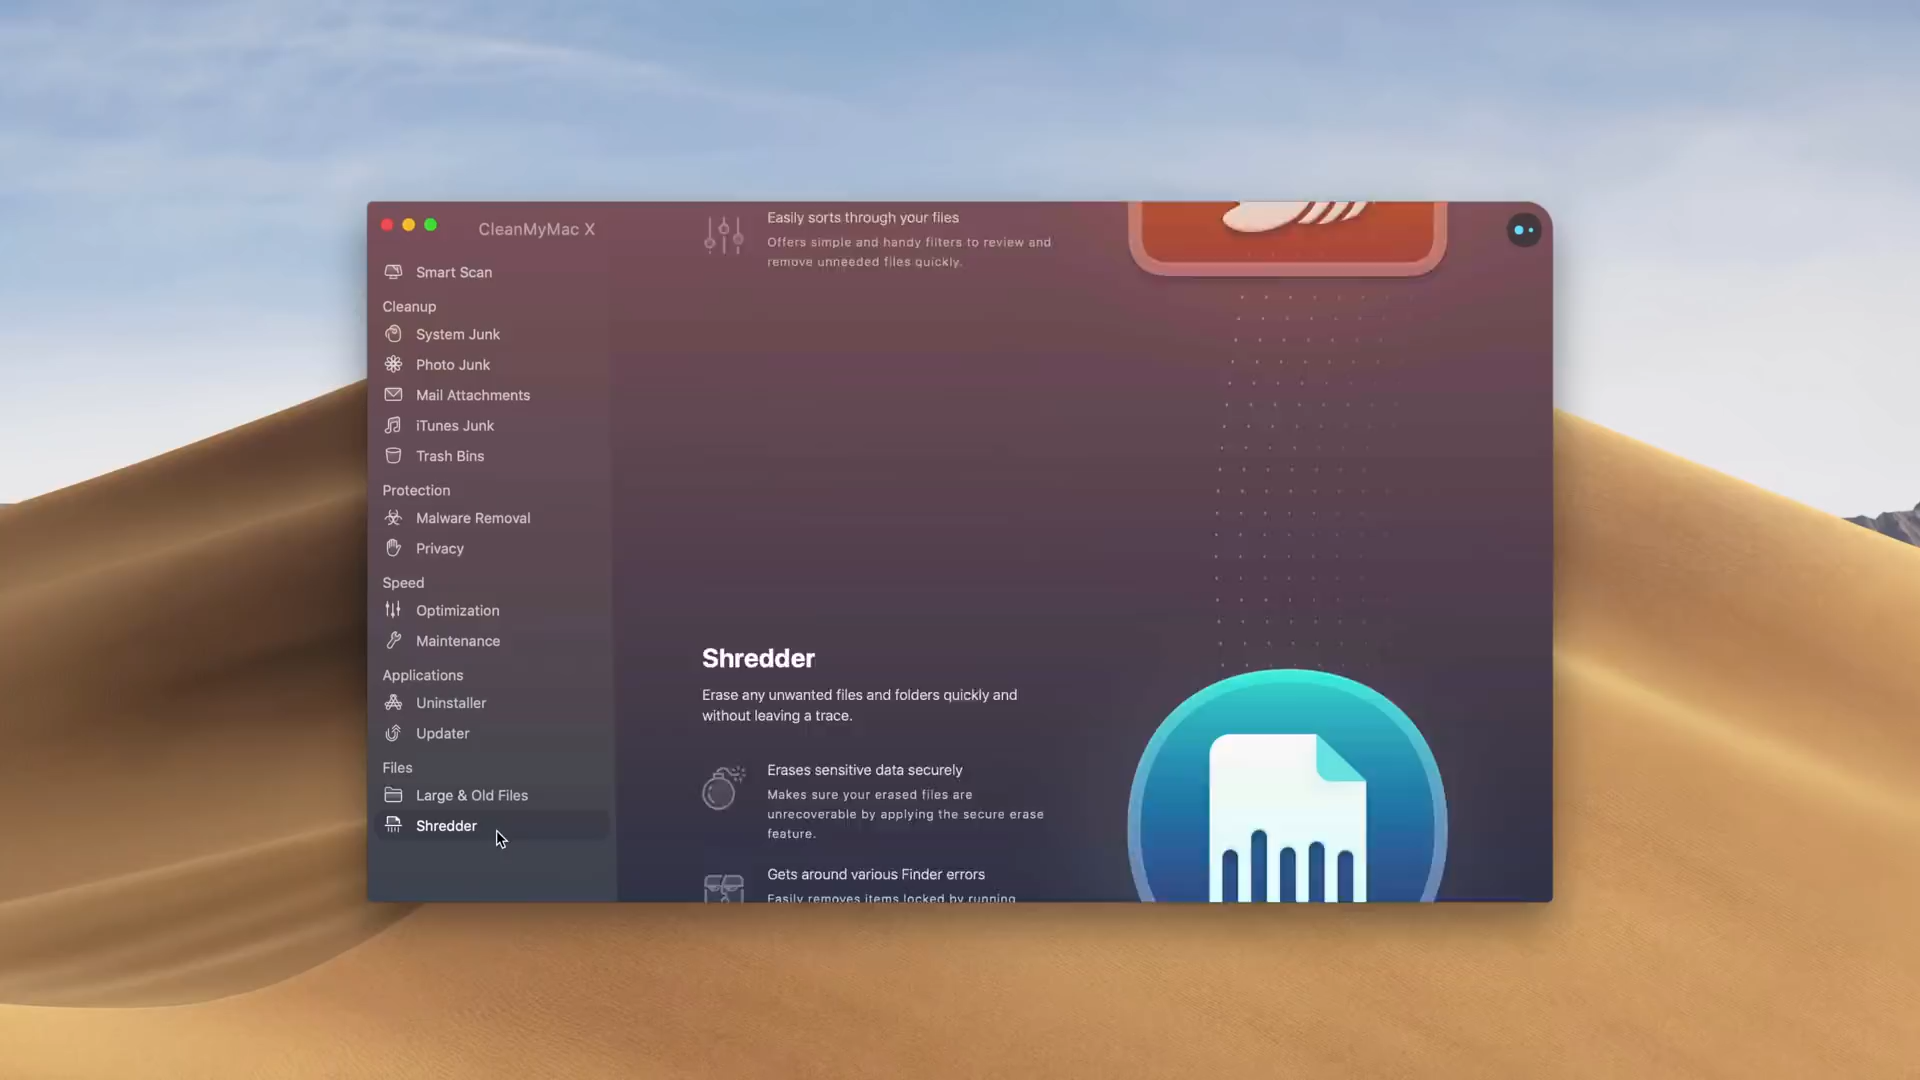 CleanMyMac X
Smart Scan
Cleanup
System Junk
Photo Junk
Mail Attachments
iTunes Junk
Trash Bins
Protection
Malware Removal
Privacy
Speed
Optimization
Maintenance
Applications
Uninstaller
Updater
Files
Large & Old Files
Shredder
Easily sorts through your files
Offers simple and handy filters to review and
remove unneeded files quickly.
Shredder
Erase any unwanted files and folders quickly and
without leaving a trace.
Erases sensitive data securely
Makes sure your erased files are
unrecoverable by applying the secure erase
feature.
Gets around various Finder errors
Easily removes items locked by running